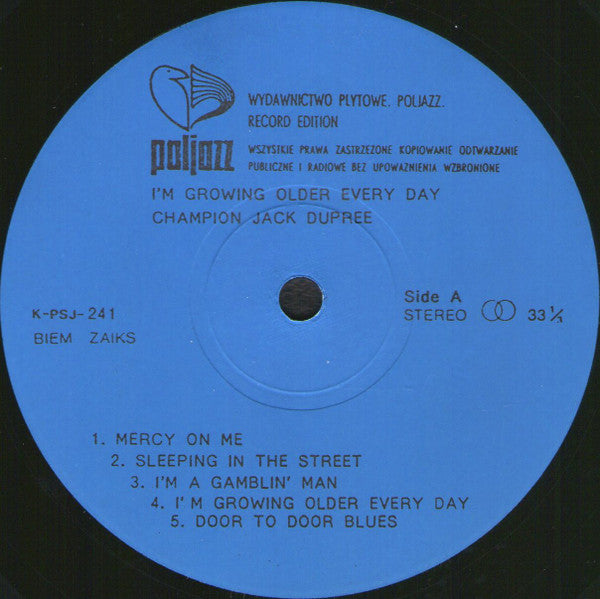 WYDAWNICTWO PLYTOWE. POLJAZZ.
RECORD EDITION
poljazz
WSZYSTKIE PRAWA ZASTRZEZONE KOPIOWANIE ODTWARZANIE
PUBLICZNE I RADIOWE BEZ UPOWAZNIENIA WZBRONIONE
I'M GROWING OLDER EVERY DAY
CHAMPION JACK DUPREE
K-PSJ-241
BIEM ZAIKS
Side A
STEREO 33⅓
1. MERCY ON ME
2. SLEEPING IN THE STREET
3. I'M A GAMBLIN' MAN
4. I'M GROWING OLDER EVERY DAY
5. DOOR TO DOOR BLUES